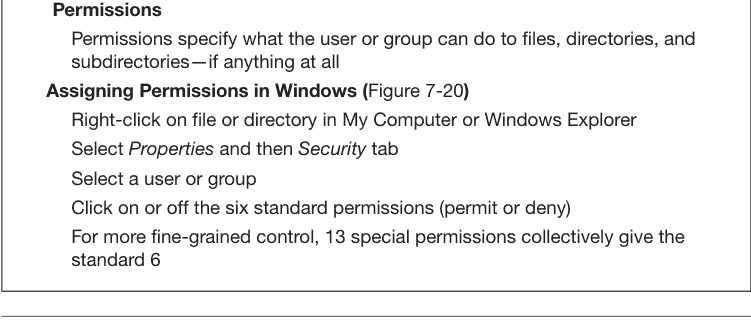 Permissions
Permissions specify what the user or group can do to files, directories, and
subdirectories—if anything at all
Assigning Permissions in Windows (Figure 7-20)
Right-click on file or directory in My Computer or Windows Explorer
Select Properties and then Security tab
Select a user or group
Click on or off the six standard permissions (permit or deny)
For more fine-grained control, 13 special permissions collectively give the
standard 6